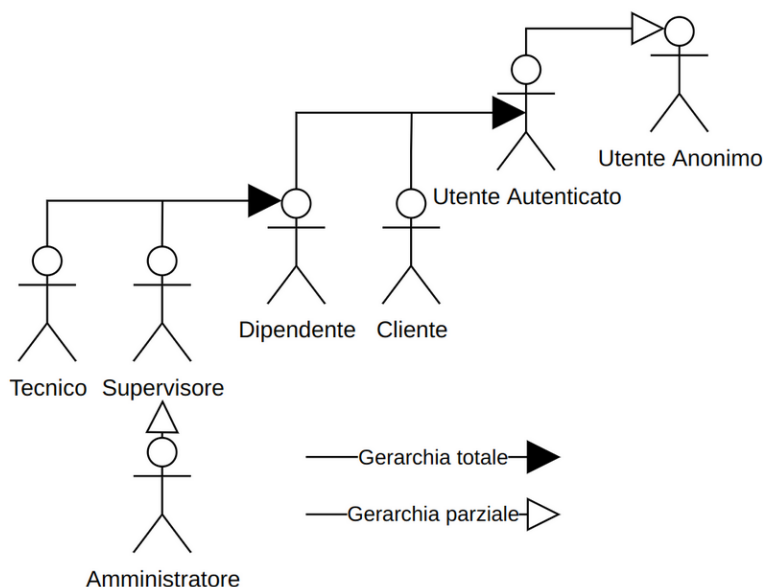 Utente Anonimo
Utente Autenticato
Dipendente
Cliente
Tecnico
Supervisore
Gerarchia totale
Gerarchia parziale
Amministratore